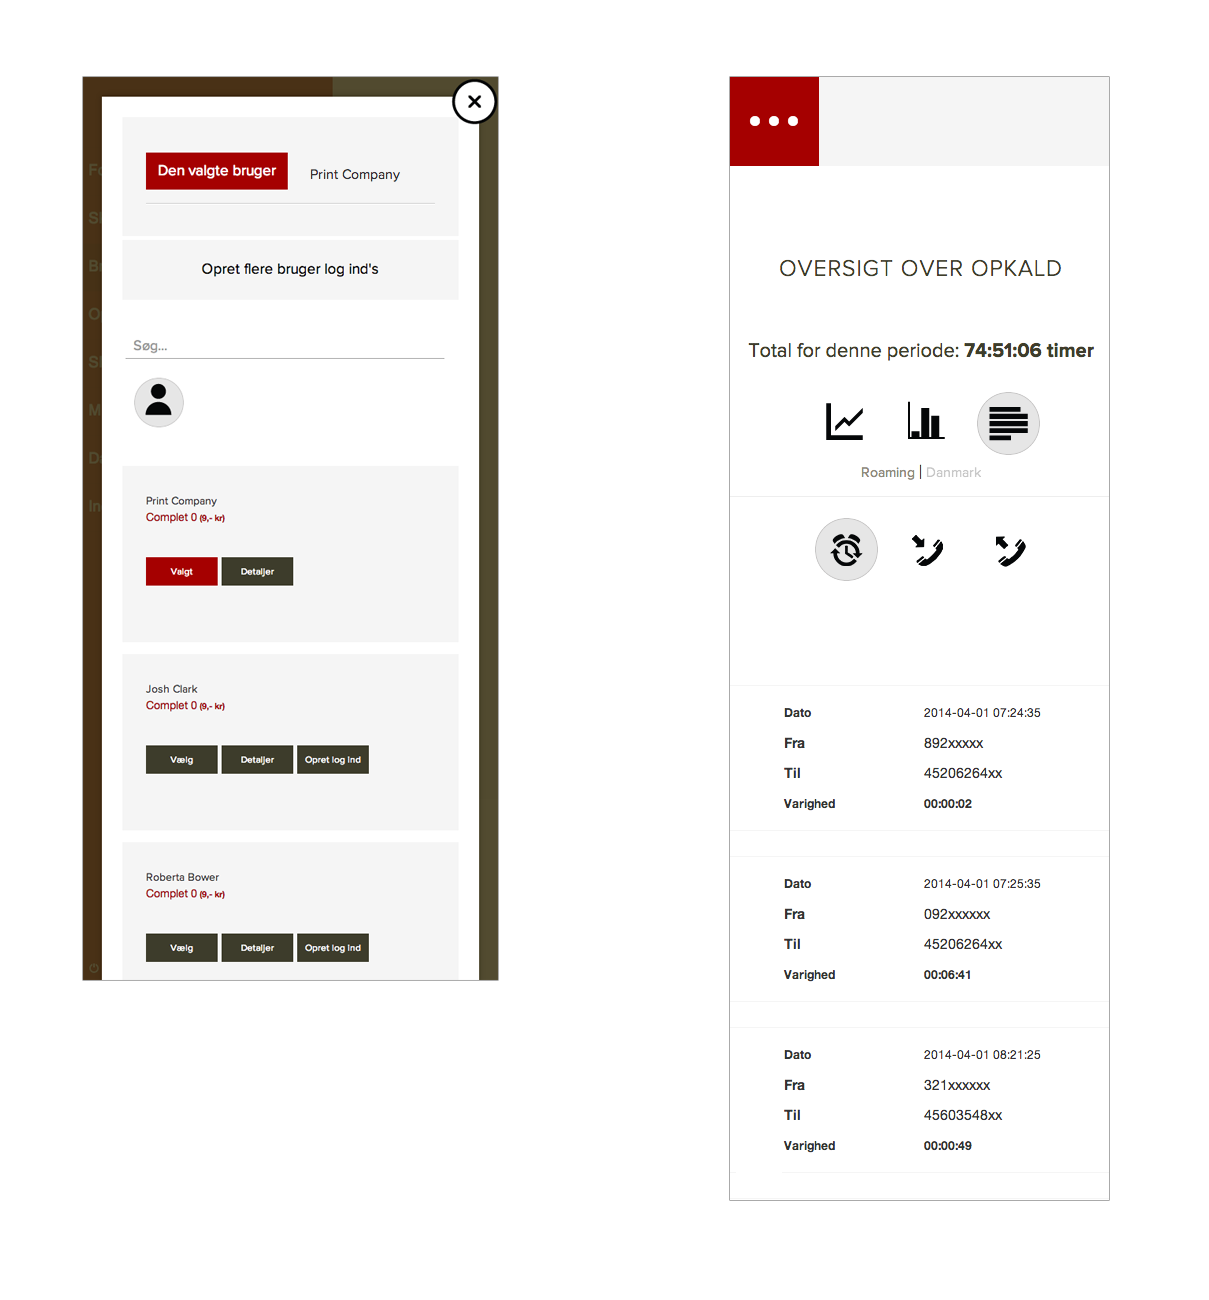 Den valgte bruger Print Company
Opret flere bruger log ind's
Søg...
Print Company
Complet 0 (9,- kr)
Valgt Detaljer
Josh Clark
Complet 0 (9,- kr)
Vælg Detaljer Opret log Ind
Roberta Bower
Complet 0 (9,- kr)
Vælg Detaljer Opret log Ind
OVERSIGT OVER OPKALD
Total for denne periode: 74:51:06 timer
Roaming | Danmark
Dato 2014-04-01 07:24:35
Fra 892xxxxx
Til 45206264xx
Varighed 00:00:02
Dato 2014-04-01 07:25:35
Fra 092xxxxxx
Til 45206264xx
Varighed 00:06:41
Dato 2014-04-01 08:21:25
Fra 321xxxxxx
Til 45603548xx
Varighed 00:00:49